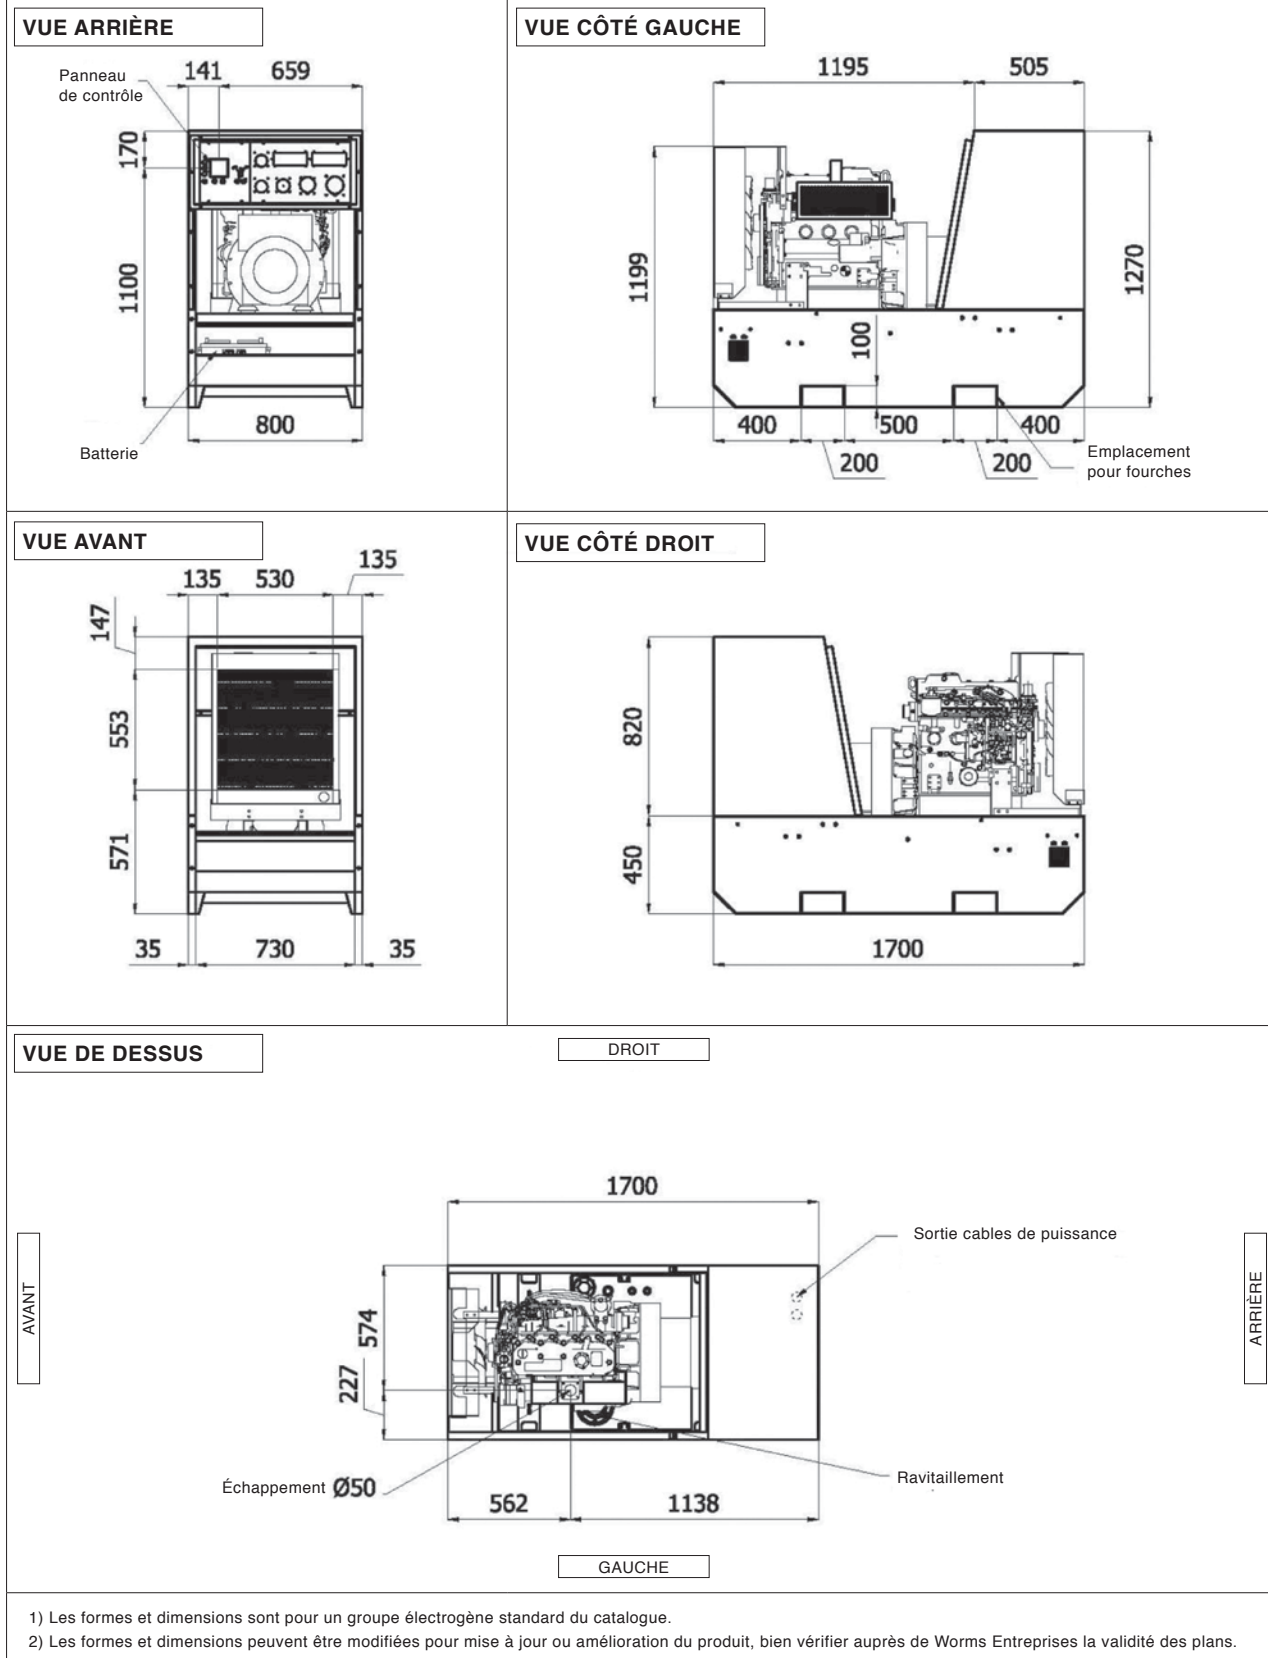 VUE ARRIÈRE
Panneau
de contrôle
141
659
170
1100
800
Batterie
VUE CÔTÉ GAUCHE
1195
505
1199
1270
100
400
500
400
200
200
Emplacement
pour fourches
VUE AVANT
135
530
135
147
553
571
35
730
35
VUE CÔTÉ DROIT
820
450
1700
VUE DE DESSUS
DROIT
1700
Sortie cables de puissance
AVANT
ARRIÈRE
574
227
Échappement Ø50
Ravitaillement
562
1138
GAUCHE
1) Les formes et dimensions sont pour un groupe électrogène standard du catalogue.
2) Les formes et dimensions peuvent être modifiées pour mise à jour ou amélioration du produit, bien vérifier auprès de Worms Entreprises la validité des plans.